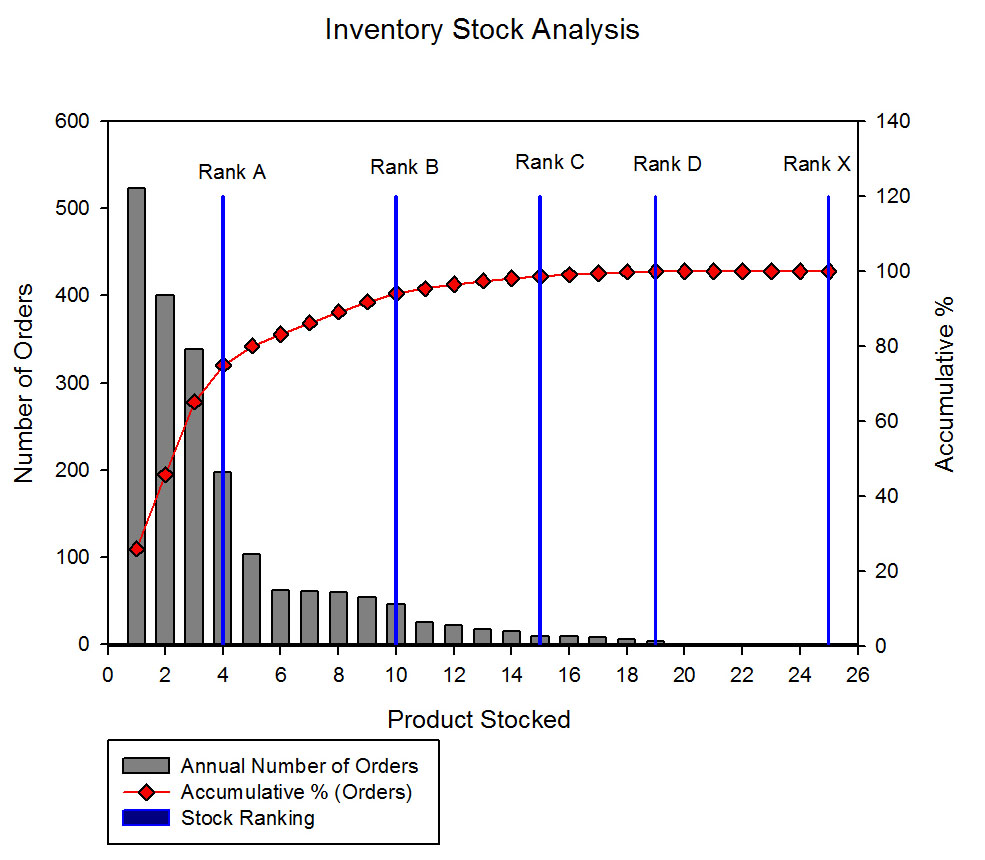 Inventory Stock Analysis
600
500
400
300
200
100
0
Number of Orders
140
120
100
80
60
40
20
0
Accumulative %
Rank A
Rank B
Rank C
Rank D
Rank X
0 2 4 6 8 10 12 14 16 18 20 22 24 26
Product Stocked
Annual Number of Orders
Accumulative % (Orders)
Stock Ranking